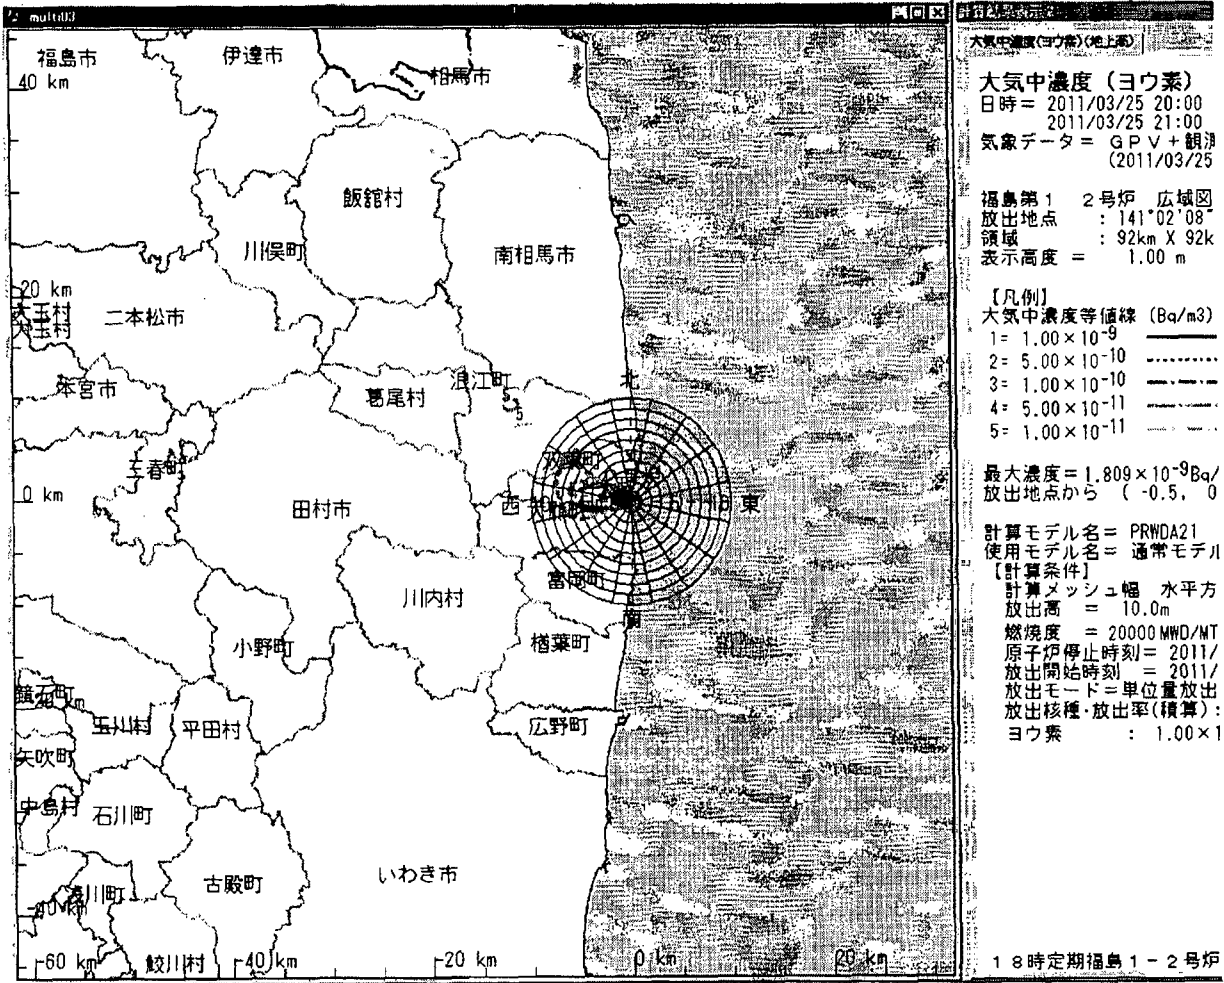 multi03
福島市
伊達市
相馬市
40 km
飯舘村
川俣町
南相馬市
20 km
大玉村
大玉村
二本松市
本宮市
葛尾村
浪江町
北
三春町
双葉町
0 km
田村市
西
東
富岡町
川内村
南
小野町
楢葉町
鏡石町
玉川村
平田村
広野町
矢吹町
中島村
石川町
古殿町
いわき市
-60 km
鮫川村
-40 km
-20 km
0 km
20 km
大気中濃度(ヨウ素)(地上高)
大気中濃度（ヨウ素）
日時＝ 2011/03/25 20:00
2011/03/25 21:00
気象データ＝ ＧＰＶ＋観測
(2011/03/25
福島第１ ２号炉 広域図
放出地点 : 141°02'08"
領域 : 92km X 92k
表示高度 ＝ 1.00 m
【凡例】
大気中濃度等値線 (Bq/m3)
1= 1.00×10⁻⁹
2= 5.00×10⁻¹⁰
3= 1.00×10⁻¹⁰
4= 5.00×10⁻¹¹
5= 1.00×10⁻¹¹
最大濃度＝1.809×10⁻⁹Bq/
放出地点から ( -0.5, 0
計算モデル名＝ PRWDA21
使用モデル名＝ 通常モデル
【計算条件】
計算メッシュ幅 水平方
放出高 ＝ 10.0m
燃焼度 ＝ 20000MWD/MT
原子炉停止時刻＝ 2011/
放出開始時刻 ＝ 2011/
放出モード＝単位量放出
放出核種・放出率(積算) :
ヨウ素 : 1.00×1
１８時定期福島１－２号炉